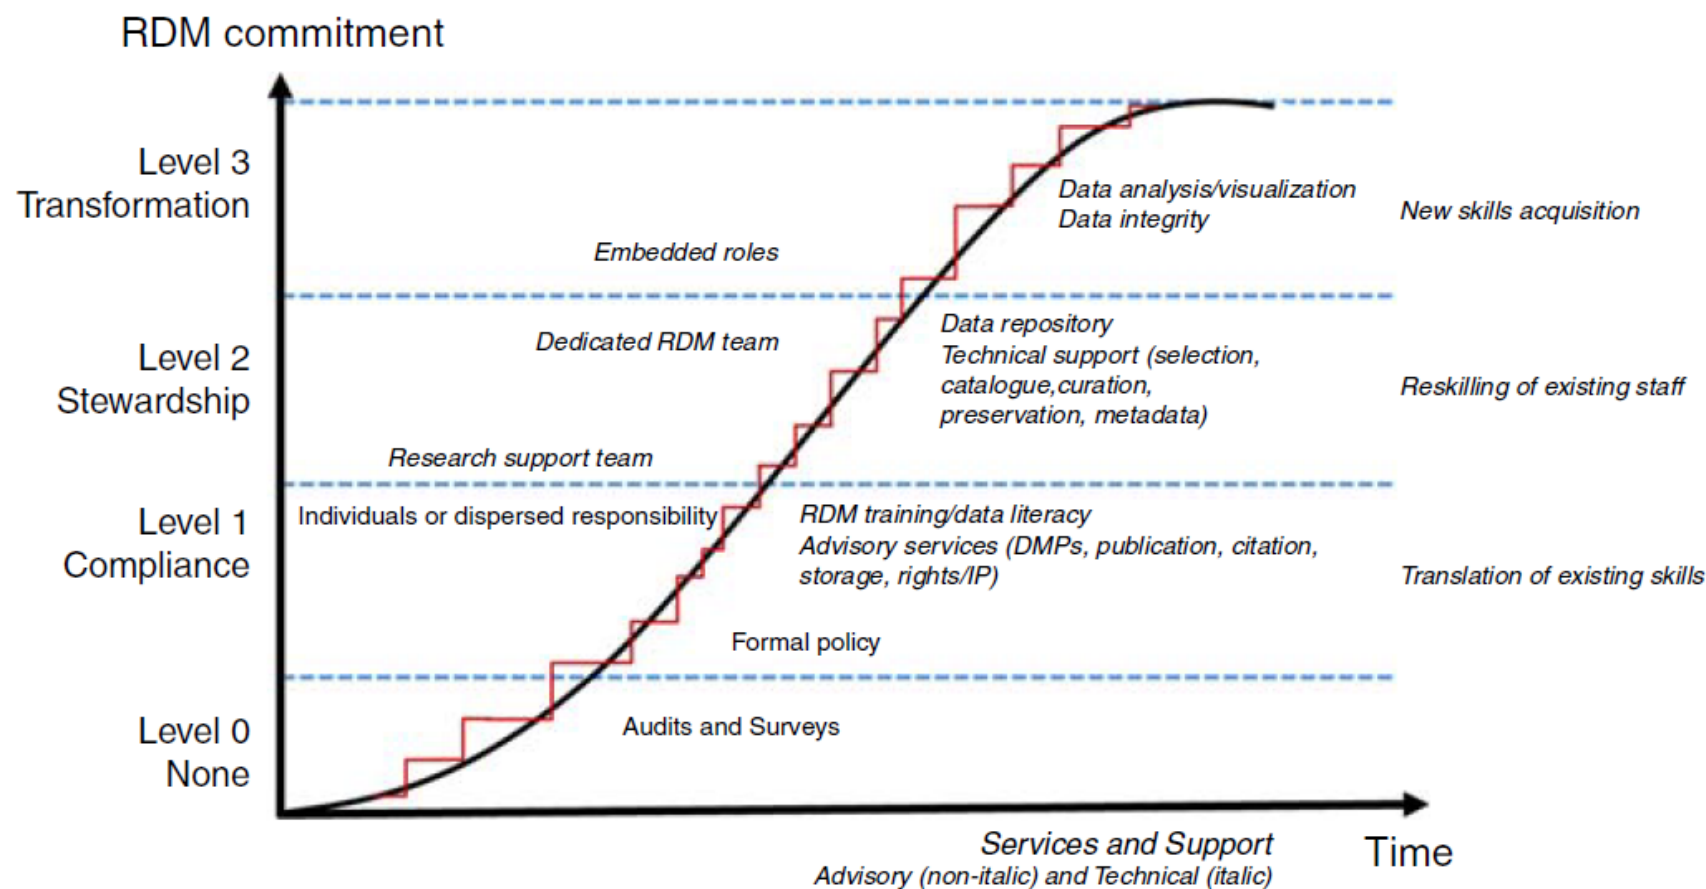 RDM commitment
Level 3
Transformation
Data analysis/visualization
Data integrity
New skills acquisition
Embedded roles
Level 2
Stewardship
Dedicated RDM team
Data repository
Technical support (selection,
catalogue,curation,
preservation, metadata)
Reskilling of existing staff
Research support team
Level 1
Compliance
Individuals or dispersed responsibility
RDM training/data literacy
Advisory services (DMPs, publication, citation,
storage, rights/IP)
Translation of existing skills
Formal policy
Level 0
None
Audits and Surveys
Services and Support
Advisory (non-italic) and Technical (italic)
Time